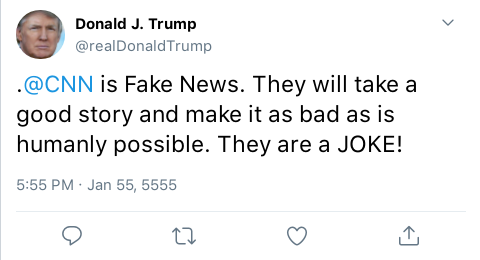 Donald J. Trump
@realDonaldTrump
.@CNN is Fake News. They will take a
good story and make it as bad as is
humanly possible. They are a JOKE!
5:55 PM · Jan 55, 5555